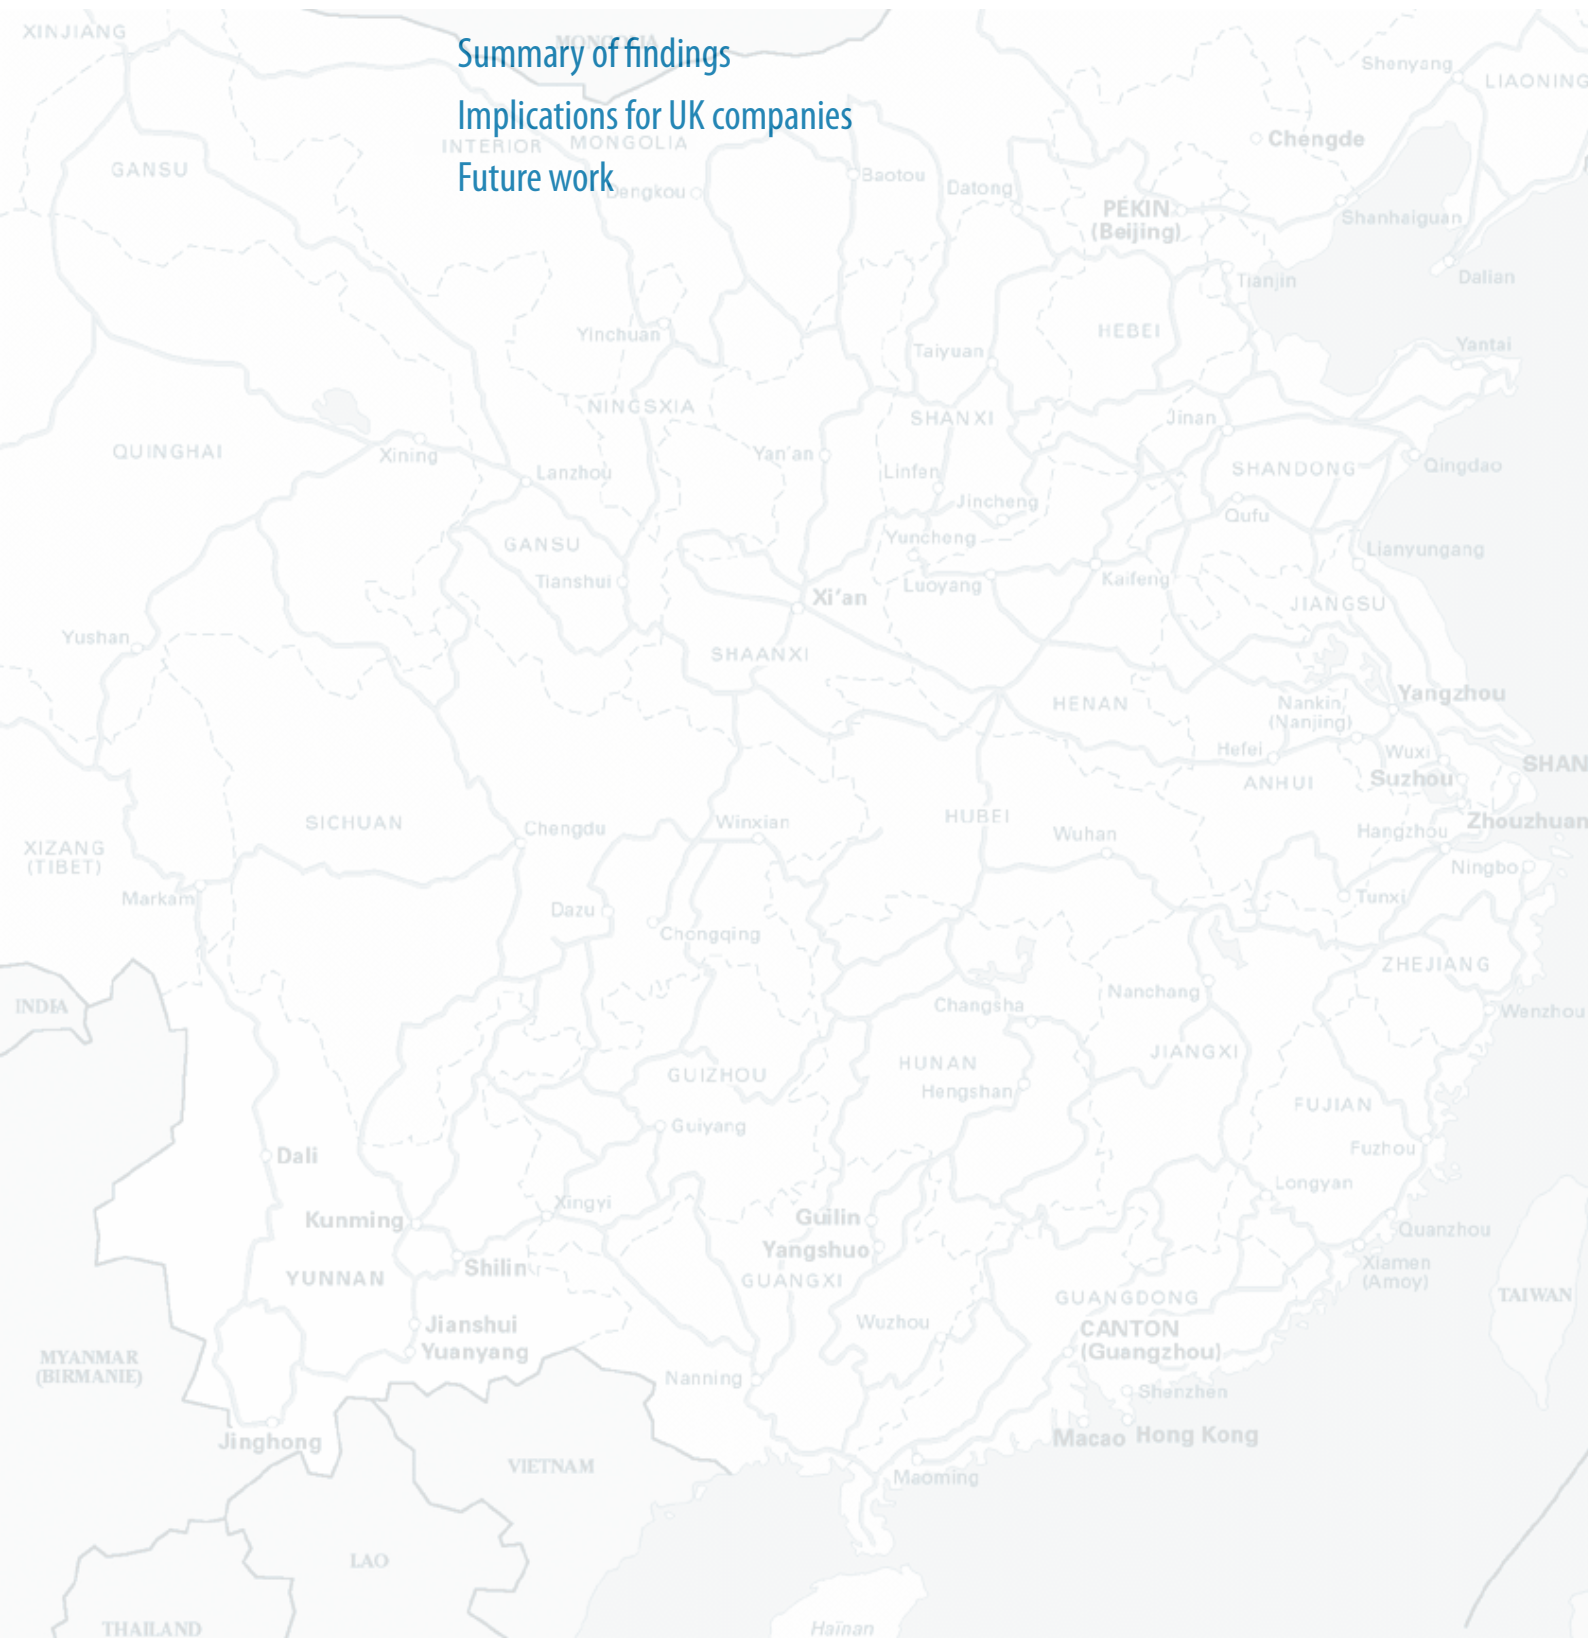 Summary of findings
Implications for UK companies
Future work
XINJIANG
MONGOLIA
Shenyang
LIAONING
Chengde
INTERIOR MONGOLIA
GANSU
Baotou
Datong
Dengkou
PÉKIN
(Beijing)
Shanhaiguan
Tianjin
Dalian
Yinchuan
HEBEI
Taiyuan
Yantai
NINGSXIA
SHANXI
Jinan
QUINGHAI
Xining
Yan'an
Lanzhou
Linfen
SHANDONG
Qingdao
Jincheng
Qufu
GANSU
Yuncheng
Lianyungang
Tianshui
Luoyang
Kaifeng
Xi'an
JIANGSU
Yushan
SHAANXI
Yangzhou
HENAN
Nankin
(Nanjing)
Hefei
Wuxi
SHAN
ANHUI
Suzhou
SICHUAN
Chengdu
Winxian
HUBEI
Wuhan
Hangzhou
Zhouzhuan
XIZANG
(TIBET)
Ningbo
Markam
Tunxi
Dazu
Chongqing
ZHEJIANG
INDIA
Changsha
Nanchang
Wenzhou
JIANGXI
HUNAN
GUIZHOU
Hengshan
FUJIAN
Guiyang
Fuzhou
Dali
Longyan
Xingyi
Kunming
Guilin
Quanzhou
Yangshuo
Xiamen
(Amoy)
Shilin
YUNNAN
GUANGXI
TAIWAN
GUANGDONG
Jianshui
Wuzhou
CANTON
(Guangzhou)
Yuanyang
MYANMAR
(BIRMANIE)
Nanning
Shenzhen
Jinghong
Macao
Hong Kong
VIETNAM
Maoming
LAO
THAILAND
Haïnan